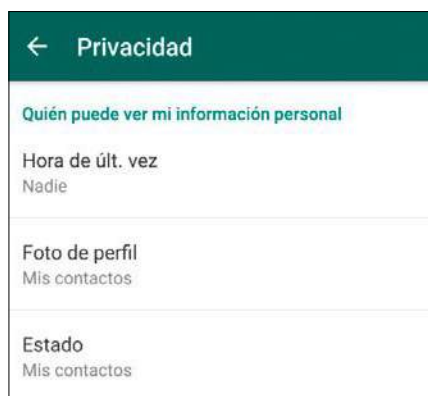 Privacidad
Quién puede ver mi información personal
Hora de últ. vez
Nadie
Foto de perfil
Mis contactos
Estado
Mis contactos